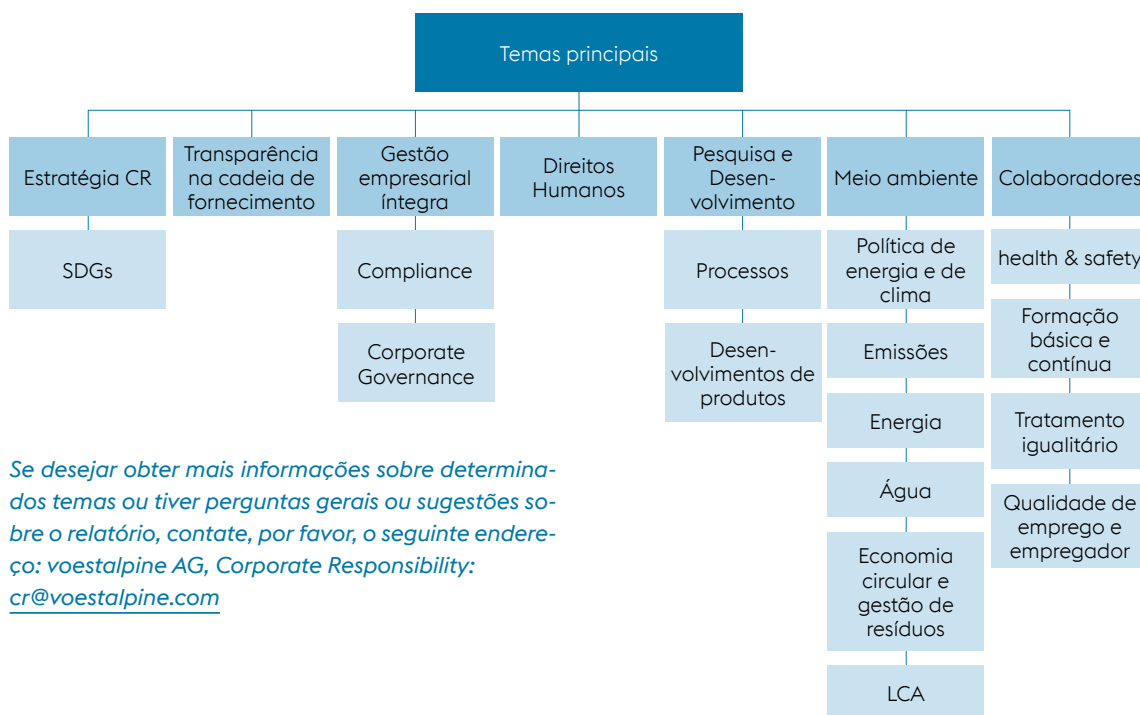 Temas principais
Estratégia CR
Transparência
na cadeia de
fornecimento
Gestão
empresarial
íntegra
Direitos
Humanos
Pesquisa e
Desen-
volvimento
Meio ambiente
Colaboradores
SDGs
Compliance
Corporate
Governance
Processos
Desen-
volvimentos de
produtos
Política de
energia e de
clima
Emissões
Energia
Água
Economia
circular e
gestão de
resíduos
LCA
health & safety
Formação
básica e
contínua
Tratamento
igualitário
Qualidade de
emprego e
empregador
Se desejar obter mais informações sobre determina-
dos temas ou tiver perguntas gerais ou sugestões so-
bre o relatório, contate, por favor, o seguinte endere-
ço: voestalpine AG, Corporate Responsibility:
cr@voestalpine.com